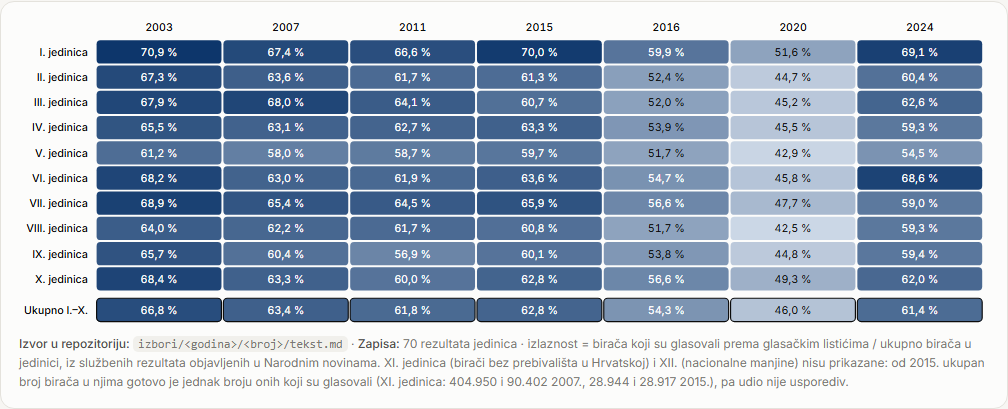 2003 2007 2011 2015 2016 2020 2024
I. jedinica 70,9 % 67,4 % 66,6 % 70,0 % 59,9 % 51,6 % 69,1 %
II. jedinica 67,3 % 63,6 % 61,7 % 61,3 % 52,4 % 44,7 % 60,4 %
III. jedinica 67,9 % 68,0 % 64,1 % 60,7 % 52,0 % 45,2 % 62,6 %
IV. jedinica 65,5 % 63,1 % 62,7 % 63,3 % 53,9 % 45,5 % 59,3 %
V. jedinica 61,2 % 58,0 % 58,7 % 59,7 % 51,7 % 42,9 % 54,5 %
VI. jedinica 68,2 % 63,0 % 61,9 % 63,6 % 54,7 % 45,8 % 68,6 %
VII. jedinica 68,9 % 65,4 % 64,5 % 65,9 % 56,6 % 47,7 % 59,0 %
VIII. jedinica 64,0 % 62,2 % 61,7 % 60,8 % 51,7 % 42,5 % 59,3 %
IX. jedinica 65,7 % 60,4 % 56,9 % 60,1 % 53,8 % 44,8 % 59,4 %
X. jedinica 68,4 % 63,3 % 60,0 % 62,8 % 56,6 % 49,3 % 62,0 %
Ukupno I.–X. 66,8 % 63,4 % 61,8 % 62,8 % 54,3 % 46,0 % 61,4 %
Izvor u repozitoriju: izbori/<godina>/<broj>/tekst.md · Zapisa: 70 rezultata jedinica · izlaznost = birača koji su glasovali prema glasačkim listićima / ukupno birača u
jedinici, iz službenih rezultata objavljenih u Narodnim novinama. XI. jedinica (birači bez prebivališta u Hrvatskoj) i XII. (nacionalne manjine) nisu prikazane: od 2015. ukupan
broj birača u njima gotovo je jednak broju onih koji su glasovali (XI. jedinica: 404.950 i 90.402 2007., 28.944 i 28.917 2015.), pa udio nije usporediv.